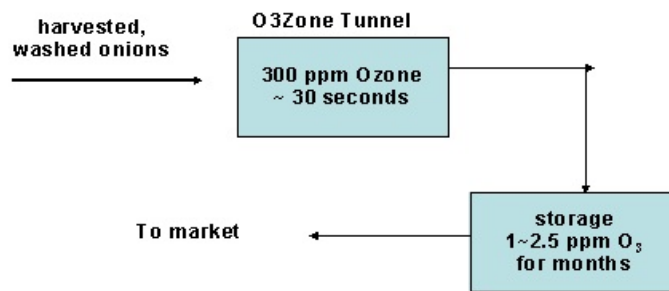 harvested,
washed onions
O3Zone Tunnel
300 ppm Ozone
~ 30 seconds
storage
1~2.5 ppm O₃
for months
To market